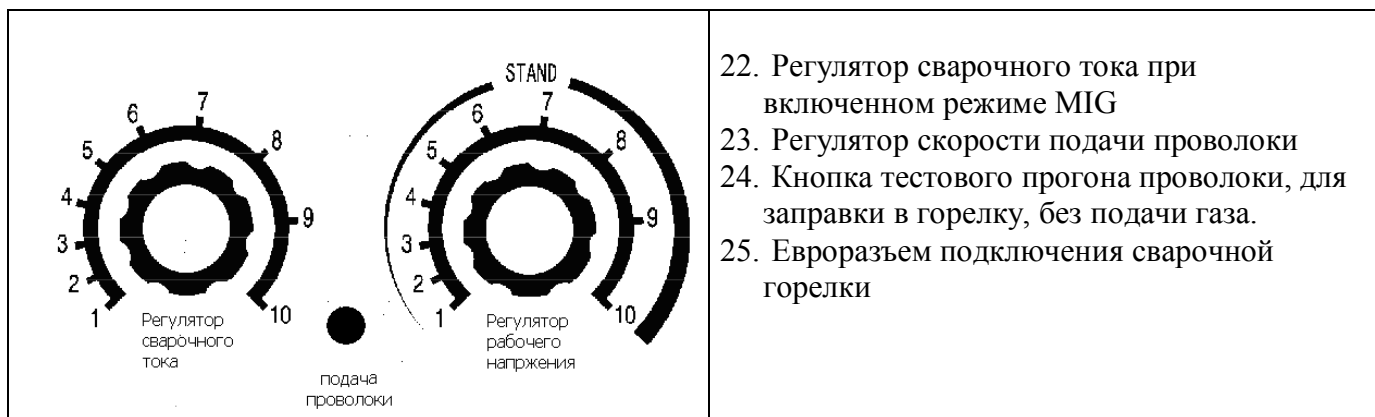 STAND
1
2
3
4
5
6
7
8
9
10
Регулятор
сварочного
тока
подача
проволоки
1
2
3
4
5
6
7
8
9
10
Регулятор
рабочего
напржения
22. Регулятор сварочного тока при
включенном режиме MIG
23. Регулятор скорости подачи проволоки
24. Кнопка тестового прогона проволоки, для
заправки в горелку, без подачи газа.
25. Евроразъем подключения сварочной
горелки